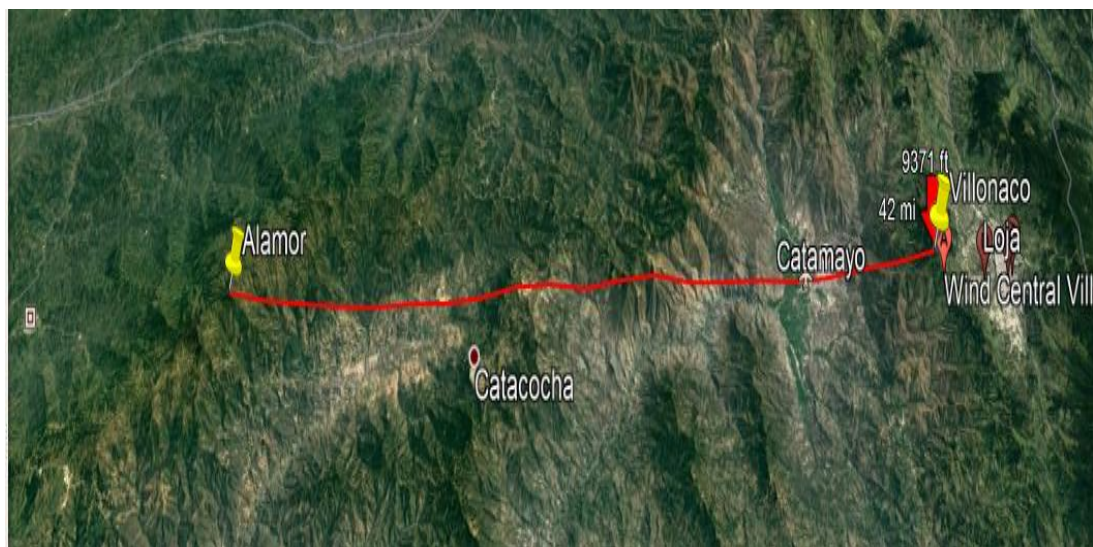 9371 ft
Villonaco
42 mi
Alamor
Loja
A
Catamayo
Wind Central Vill
Catacocha